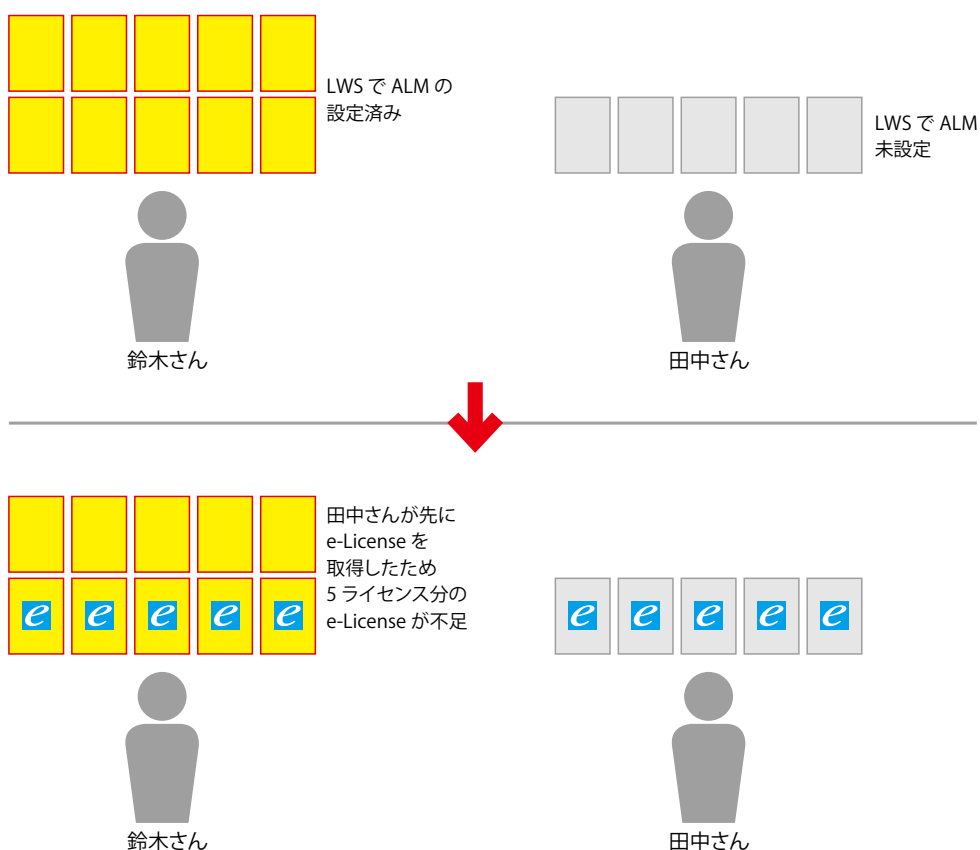 LWS で ALM の
設定済み
LWS で ALM
未設定
鈴木さん
田中さん
田中さんが先に
e-License を
取得したため
5 ライセンス分の
e-License が不足
e e e e e
e e e e e
鈴木さん
田中さん